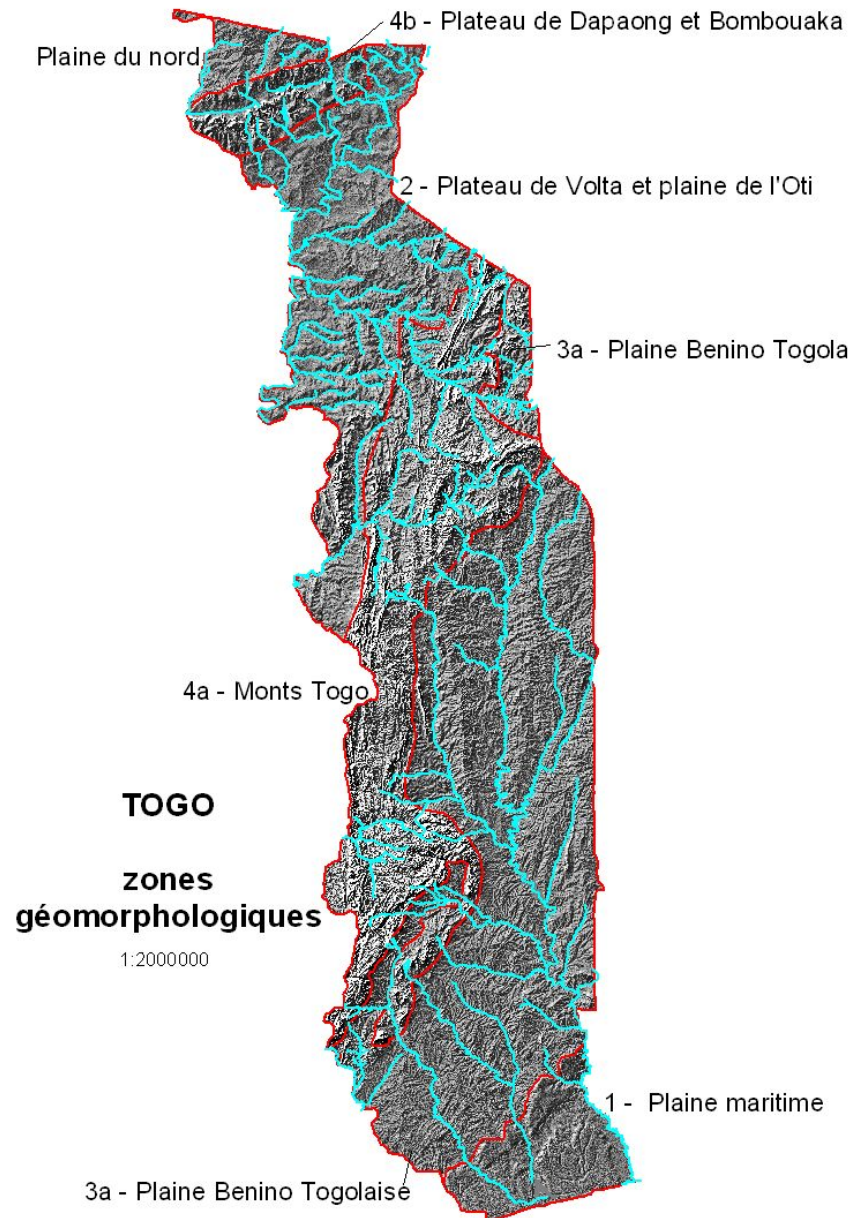 4b - Plateau de Dapaong et Bombouaka
Plaine du nord
2 - Plateau de Volta et plaine de l'Oti
3a - Plaine Benino Togola
4a - Monts Togo
TOGO
zones
géomorphologiques
1:2000000
1 - Plaine maritime
3a - Plaine Benino Togolaise